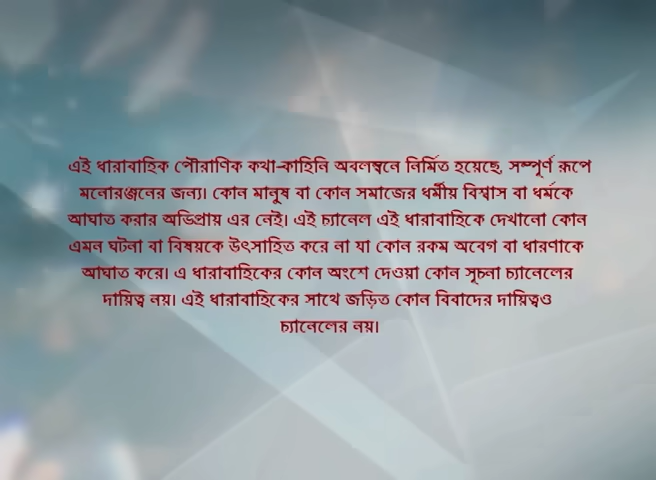 এই ধারাবাহিক পৌরাণিক কথা-কাহিনি অবলম্বনে নির্মিত হয়েছে, সম্পূর্ণ রূপে
মনোরঞ্জনের জন্য। কোন মানুষ বা কোন সমাজের ধর্মীয় বিশ্বাস বা ধর্মকে
আঘাত করার অভিপ্রায় এর নেই। এই চ্যানেল এই ধারাবাহিকে দেখানো কোন
এমন ঘটনা বা বিষয়কে উৎসাহিত করে না যা কোন রকম অবেগ বা ধারণাকে
আঘাত করে। এ ধারাবাহিকের কোন অংশে দেওয়া কোন সূচনা চ্যানেলের
দায়িত্ব নয়। এই ধারাবাহিকের সাথে জড়িত কোন বিবাদের দায়িত্বও
চ্যানেলের নয়।